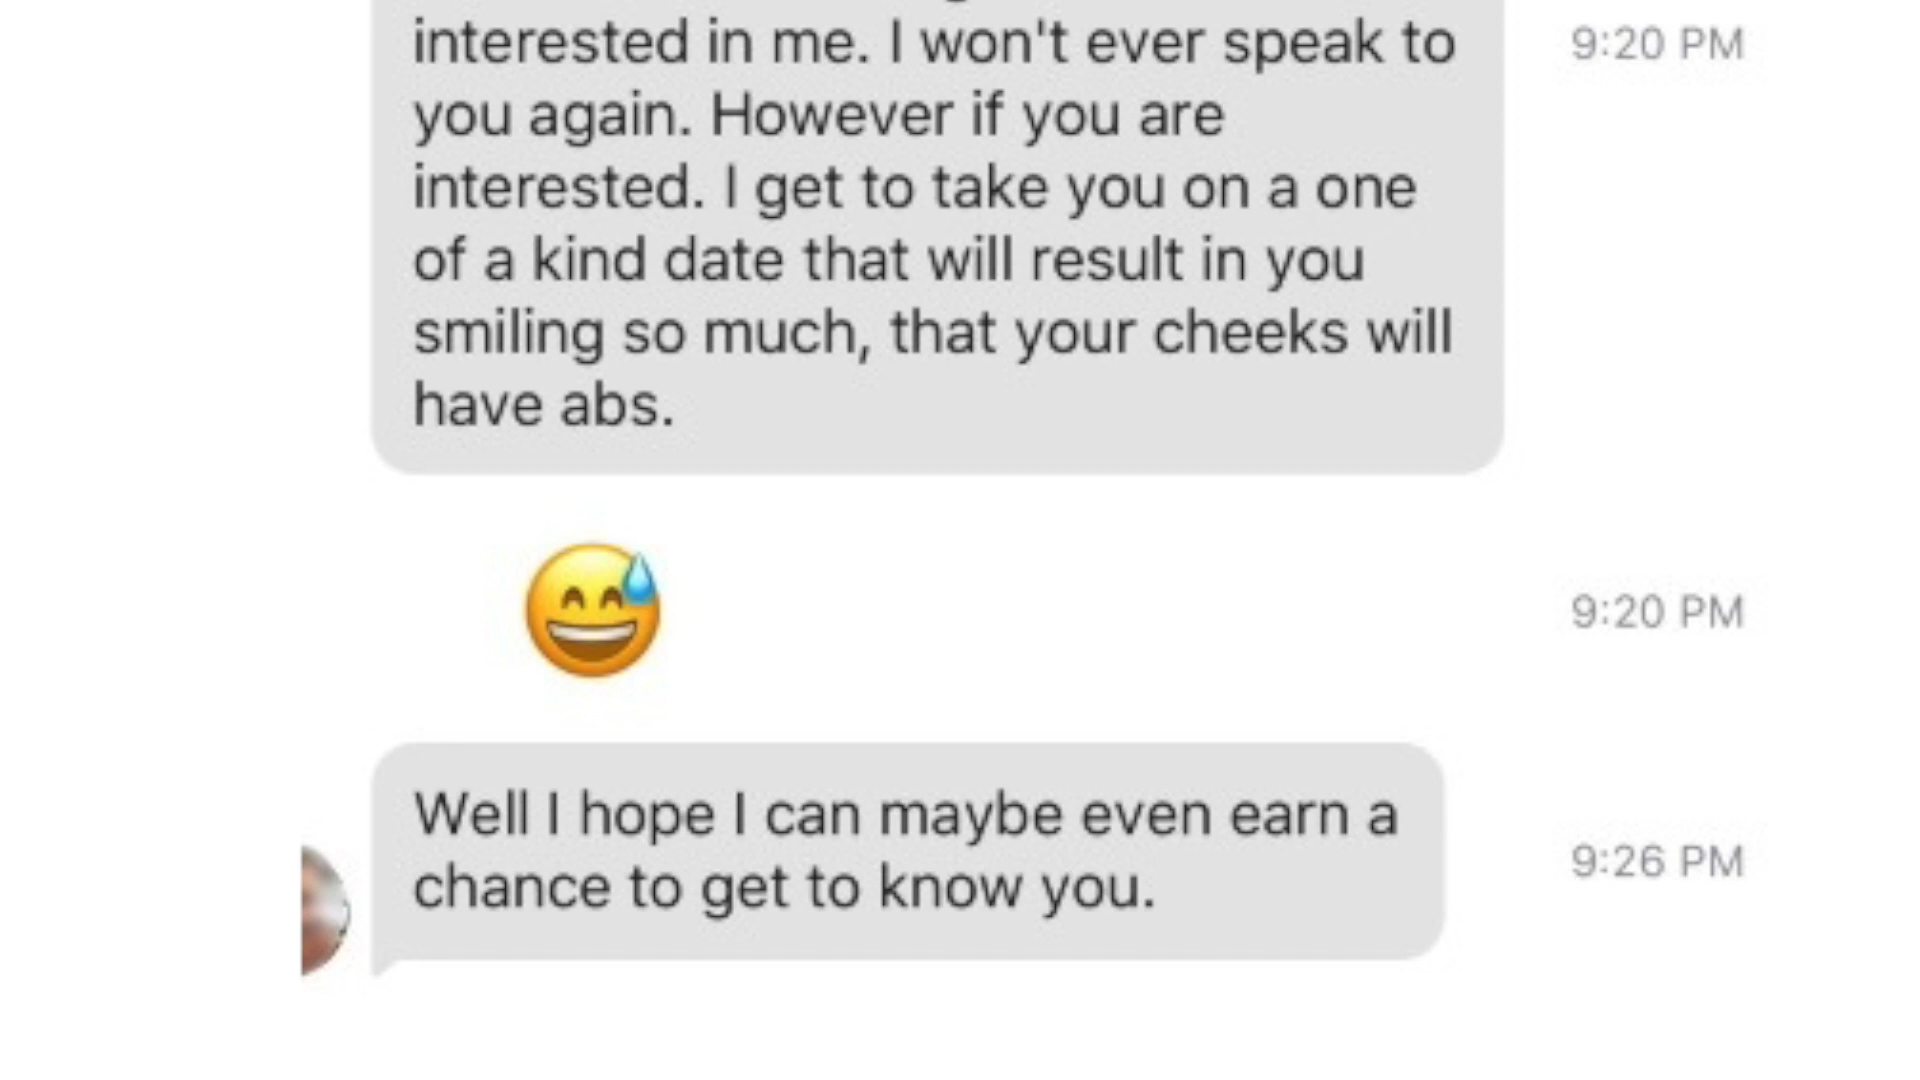 interested in me. I won't ever speak to
9:20 PM
you again. However if you are
interested. I get to take you on a one
of a kind date that will result in you
smiling so much, that your cheeks will
have abs.
😅
9:20 PM
Well I hope I can maybe even earn a
chance to get to know you.
9:26 PM